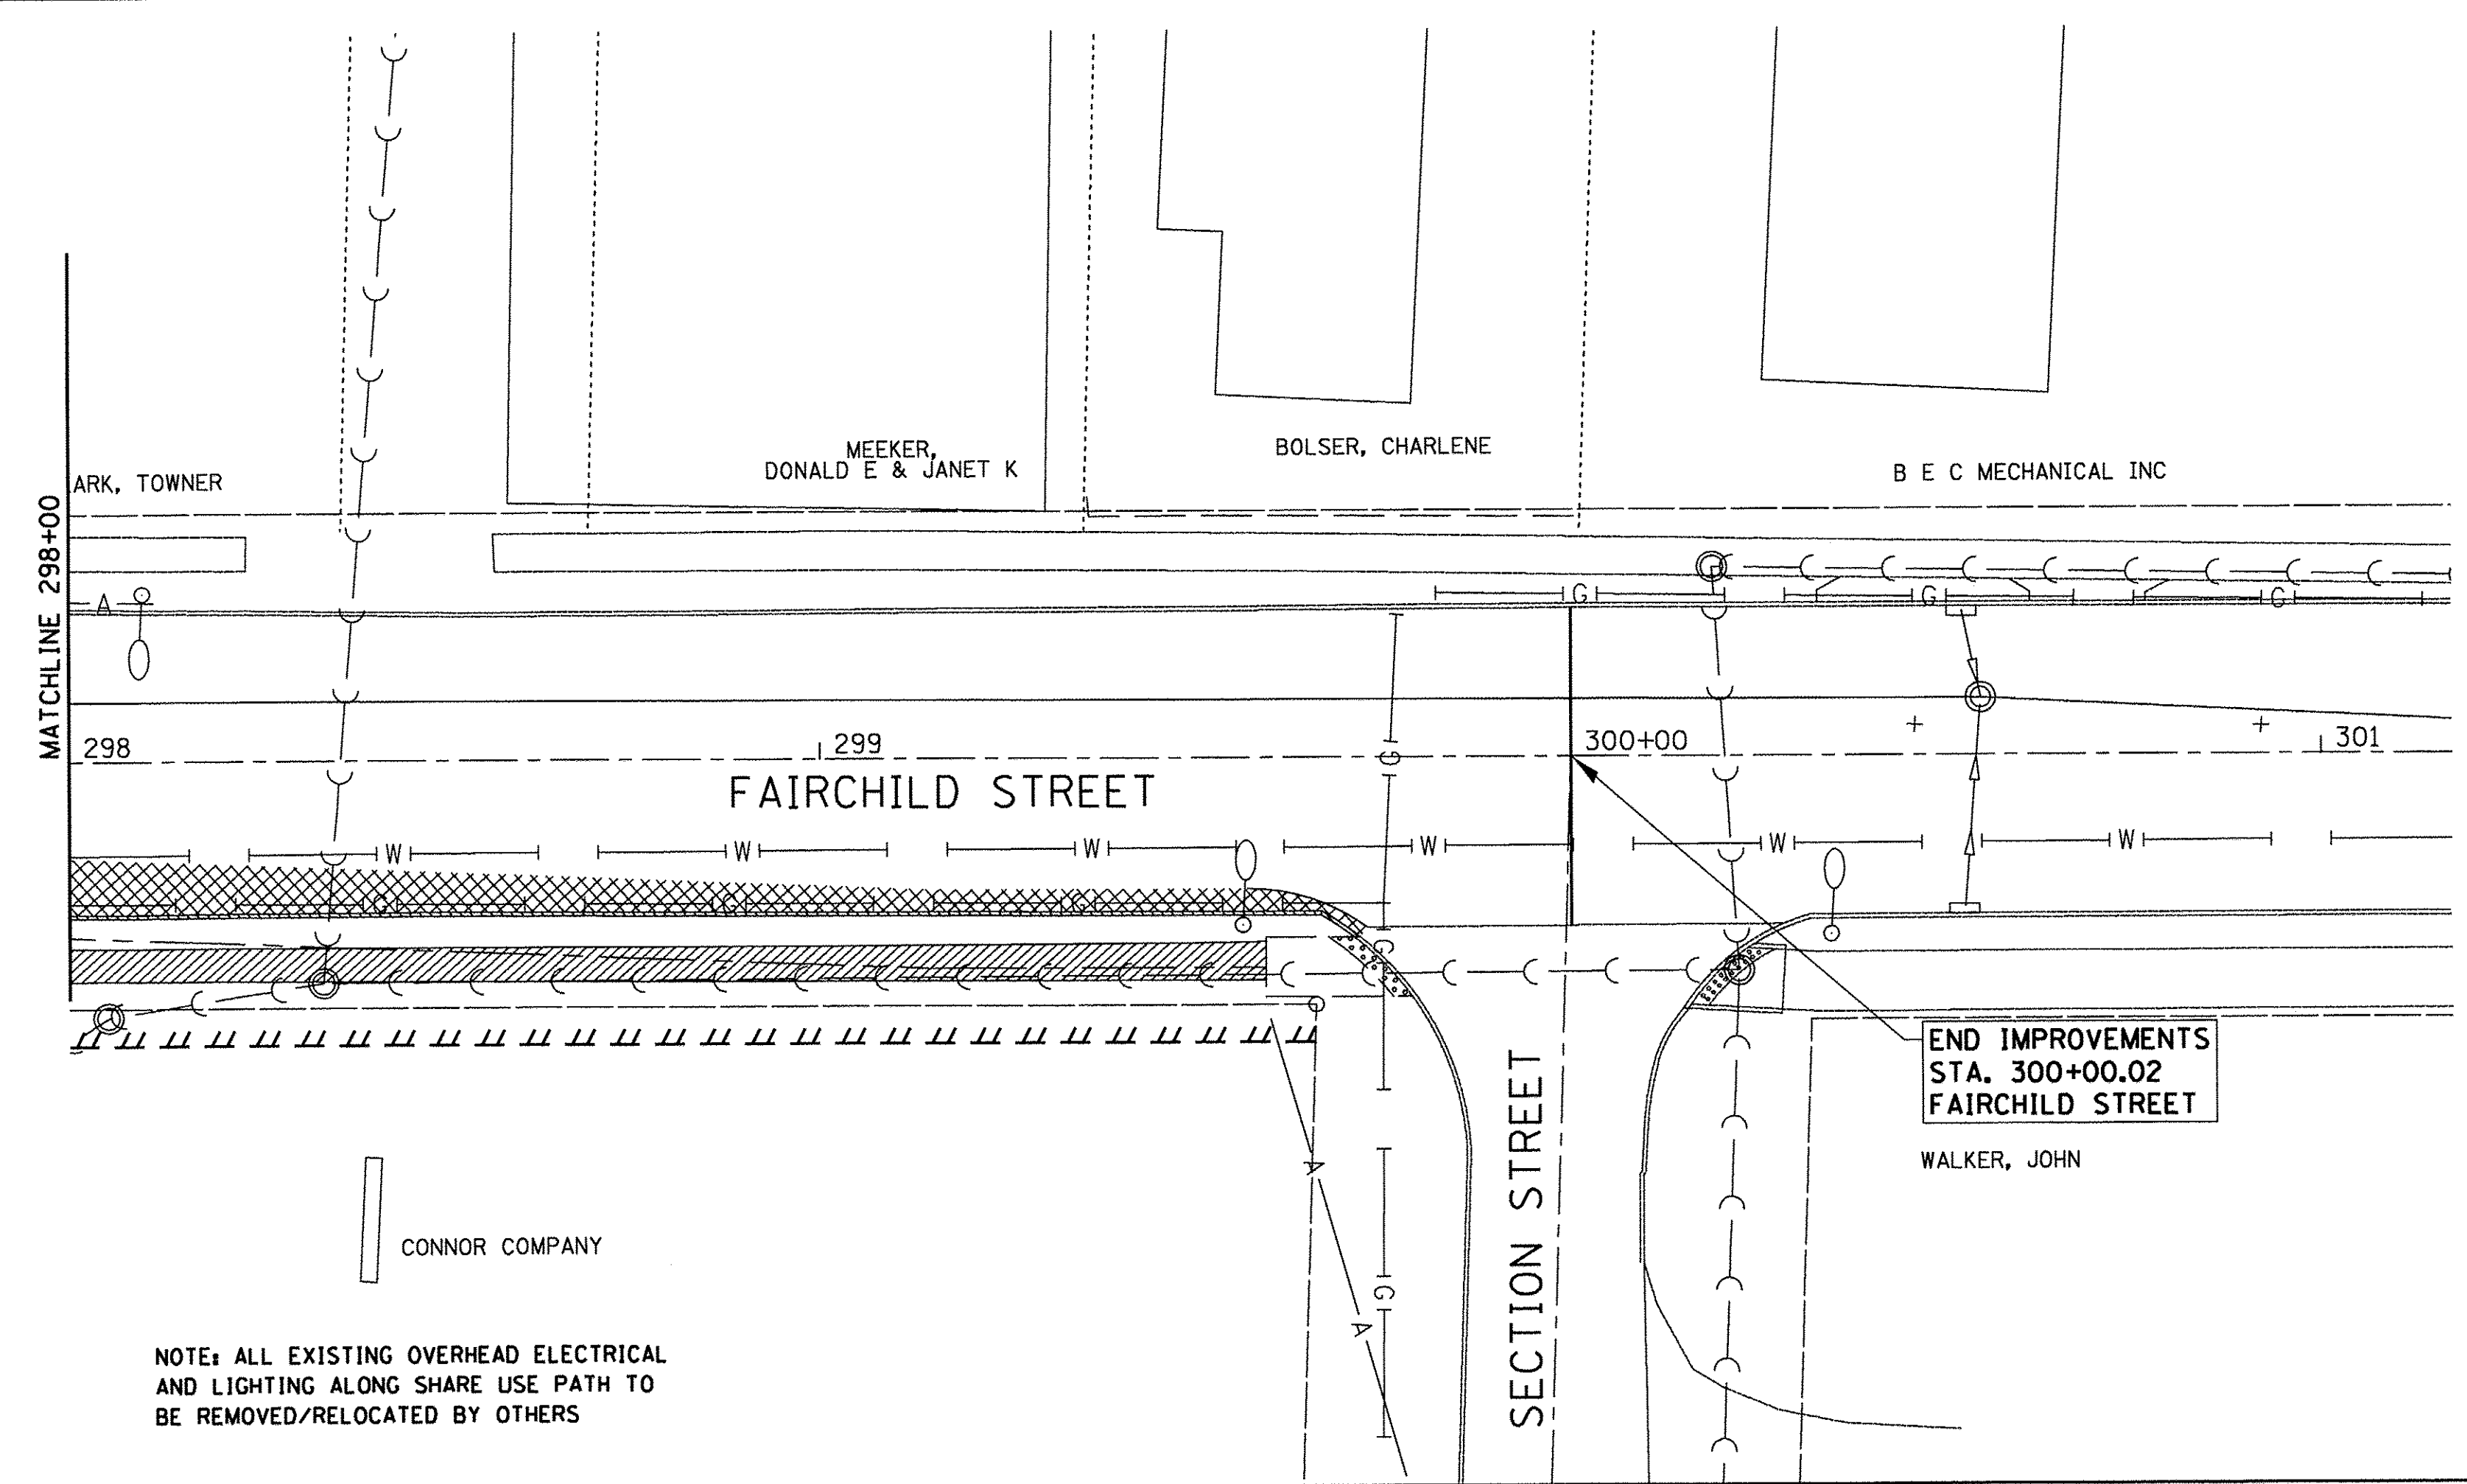 MEEKER,
DONALD E & JANET K
BOLSER, CHARLENE
B E C MECHANICAL INC
ARK, TOWNER
MATCHLINE 298+00
A
G
G
G
298
299
G
300+00
301
FAIRCHILD STREET
W
W
W
W
W
W
G
G
G
G
END IMPROVEMENTS
STA. 300+00.02
FAIRCHILD STREET
WALKER, JOHN
SECTION STREET
A
G
A
CONNOR COMPANY
NOTE: ALL EXISTING OVERHEAD ELECTRICAL
AND LIGHTING ALONG SHARE USE PATH TO
BE REMOVED/RELOCATED BY OTHERS